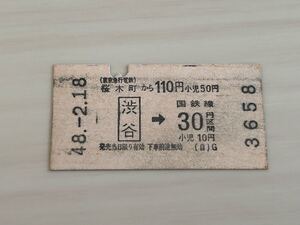 (東京急行電鉄)
桜木町から110円 小児50円
渋谷
→
国鉄線
30円区間
小児10円
発売当日限り有効 下車前途無効
(自)G
48.-2.18
3658